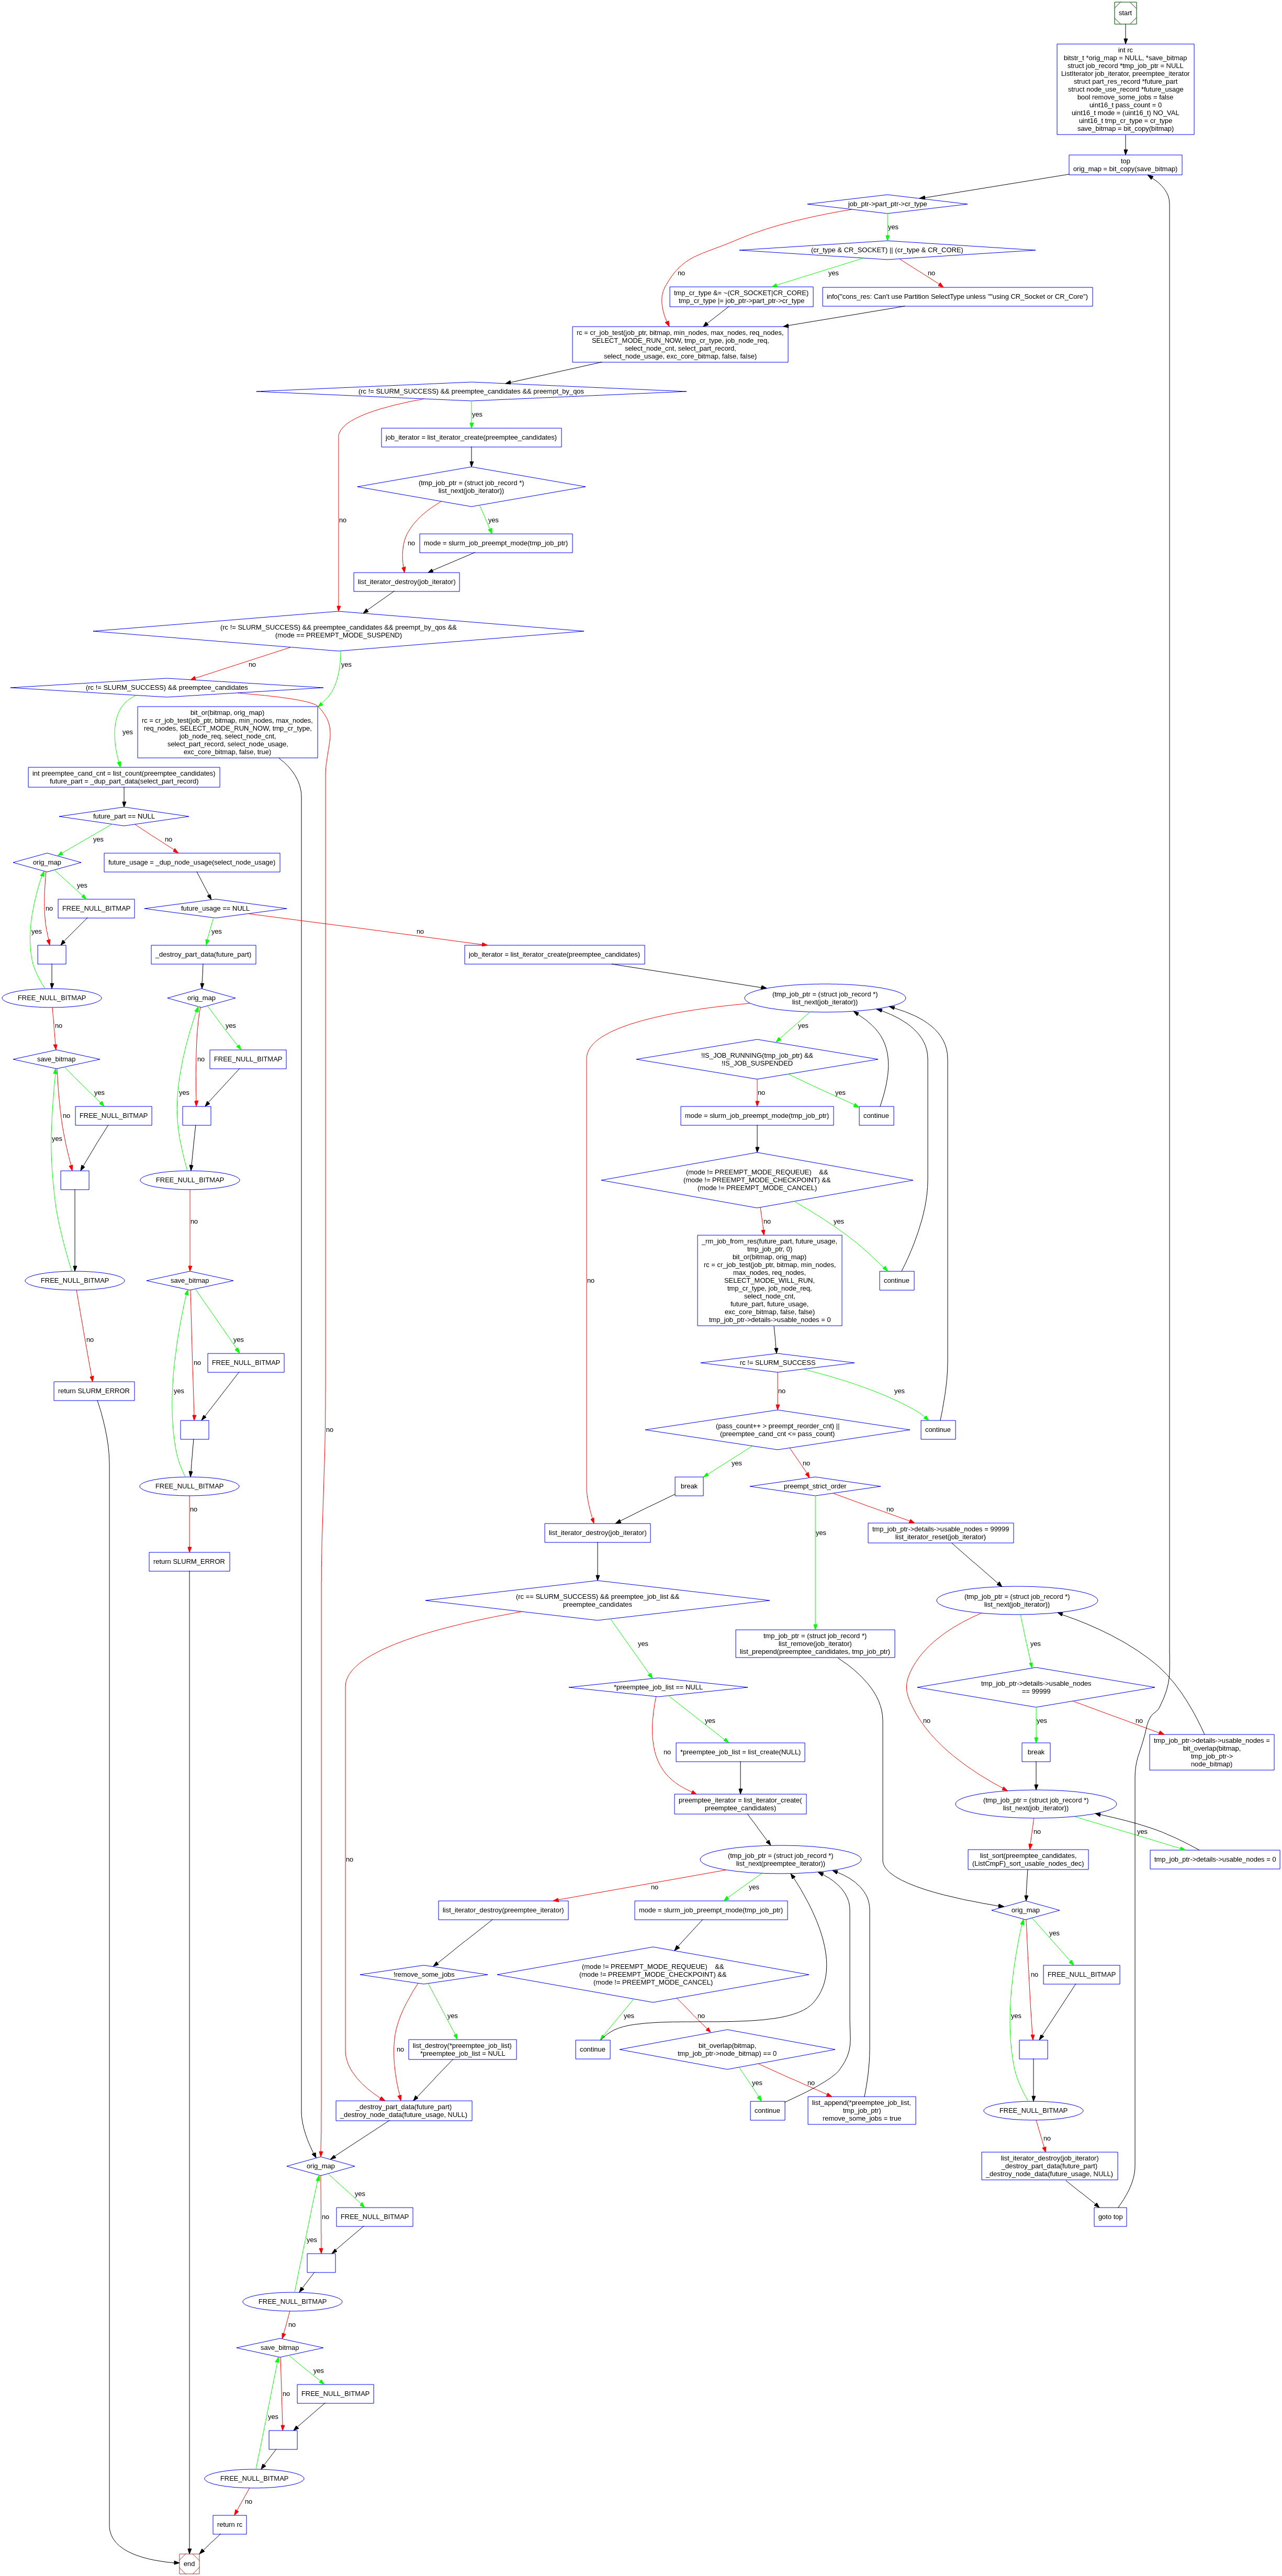 start
int rc
bitstr_t *orig_map = NULL, *save_bitmap
struct job_record *tmp_job_ptr = NULL
ListIterator job_iterator, preemptee_iterator
struct part_res_record *future_part
struct node_use_record *future_usage
bool remove_some_jobs = false
uint16_t pass_count = 0
uint16_t mode = (uint16_t) NO_VAL
uint16_t tmp_cr_type = cr_type
save_bitmap = bit_copy(bitmap)
top
orig_map = bit_copy(save_bitmap)
job_ptr->part_ptr->cr_type
yes
(cr_type & CR_SOCKET) || (cr_type & CR_CORE)
no
yes
no
tmp_cr_type &= ~(CR_SOCKET|CR_CORE)
tmp_cr_type |= job_ptr->part_ptr->cr_type
info("cons_res: Can't use Partition SelectType unless ""using CR_Socket or CR_Core")
rc = cr_job_test(job_ptr, bitmap, min_nodes, max_nodes, req_nodes,
SELECT_MODE_RUN_NOW, tmp_cr_type, job_node_req,
select_node_cnt, select_part_record,
select_node_usage, exc_core_bitmap, false, false)
(rc != SLURM_SUCCESS) && preemptee_candidates && preempt_by_qos
yes
job_iterator = list_iterator_create(preemptee_candidates)
(tmp_job_ptr = (struct job_record *)
list_next(job_iterator))
no
yes
no
mode = slurm_job_preempt_mode(tmp_job_ptr)
list_iterator_destroy(job_iterator)
(rc != SLURM_SUCCESS) && preemptee_candidates && preempt_by_qos &&
(mode == PREEMPT_MODE_SUSPEND)
no
yes
(rc != SLURM_SUCCESS) && preemptee_candidates
bit_or(bitmap, orig_map)
rc = cr_job_test(job_ptr, bitmap, min_nodes, max_nodes,
req_nodes, SELECT_MODE_RUN_NOW, tmp_cr_type,
job_node_req, select_node_cnt,
select_part_record, select_node_usage,
exc_core_bitmap, false, true)
yes
int preemptee_cand_cnt = list_count(preemptee_candidates)
future_part = _dup_part_data(select_part_record)
future_part == NULL
yes
no
orig_map
future_usage = _dup_node_usage(select_node_usage)
yes
no
FREE_NULL_BITMAP
future_usage == NULL
yes
yes
no
_destroy_part_data(future_part)
job_iterator = list_iterator_create(preemptee_candidates)
FREE_NULL_BITMAP
orig_map
(tmp_job_ptr = (struct job_record *)
list_next(job_iterator))
no
yes
yes
save_bitmap
no
FREE_NULL_BITMAP
!IS_JOB_RUNNING(tmp_job_ptr) &&
!IS_JOB_SUSPENDED
yes
yes
no
yes
no
FREE_NULL_BITMAP
mode = slurm_job_preempt_mode(tmp_job_ptr)
continue
yes
FREE_NULL_BITMAP
(mode != PREEMPT_MODE_REQUEUE) &&
(mode != PREEMPT_MODE_CHECKPOINT) &&
(mode != PREEMPT_MODE_CANCEL)
no
no
yes
_rm_job_from_res(future_part, future_usage,
tmp_job_ptr, 0)
bit_or(bitmap, orig_map)
rc = cr_job_test(job_ptr, bitmap, min_nodes,
max_nodes, req_nodes,
SELECT_MODE_WILL_RUN,
tmp_cr_type, job_node_req,
select_node_cnt,
future_part, future_usage,
exc_core_bitmap, false, false)
tmp_job_ptr->details->usable_nodes = 0
FREE_NULL_BITMAP
save_bitmap
no
continue
no
yes
no
FREE_NULL_BITMAP
rc != SLURM_SUCCESS
return SLURM_ERROR
yes
no
yes
no
(pass_count++ > preempt_reorder_cnt) ||
(preemptee_cand_cnt <= pass_count)
continue
yes
no
FREE_NULL_BITMAP
break
preempt_strict_order
no
no
yes
tmp_job_ptr->details->usable_nodes = 99999
list_iterator_reset(job_iterator)
list_iterator_destroy(job_iterator)
return SLURM_ERROR
(rc == SLURM_SUCCESS) && preemptee_job_list &&
preemptee_candidates
(tmp_job_ptr = (struct job_record *)
list_next(job_iterator))
yes
tmp_job_ptr = (struct job_record *)
list_remove(job_iterator)
list_prepend(preemptee_candidates, tmp_job_ptr)
yes
*preemptee_job_list == NULL
tmp_job_ptr->details->usable_nodes
== 99999
yes
no
yes
no
no
*preemptee_job_list = list_create(NULL)
break
tmp_job_ptr->details->usable_nodes =
bit_overlap(bitmap,
tmp_job_ptr->
node_bitmap)
preemptee_iterator = list_iterator_create(
preemptee_candidates)
(tmp_job_ptr = (struct job_record *)
list_next(job_iterator))
no
yes
(tmp_job_ptr = (struct job_record *)
list_next(preemptee_iterator))
list_sort(preemptee_candidates,
(ListCmpF)_sort_usable_nodes_dec)
tmp_job_ptr->details->usable_nodes = 0
no
no
yes
list_iterator_destroy(preemptee_iterator)
mode = slurm_job_preempt_mode(tmp_job_ptr)
orig_map
yes
!remove_some_jobs
(mode != PREEMPT_MODE_REQUEUE) &&
(mode != PREEMPT_MODE_CHECKPOINT) &&
(mode != PREEMPT_MODE_CANCEL)
no
FREE_NULL_BITMAP
yes
yes
no
yes
no
list_destroy(*preemptee_job_list)
*preemptee_job_list = NULL
continue
bit_overlap(bitmap,
tmp_job_ptr->node_bitmap) == 0
yes
no
continue
list_append(*preemptee_job_list,
tmp_job_ptr)
remove_some_jobs = true
_destroy_part_data(future_part)
_destroy_node_data(future_usage, NULL)
FREE_NULL_BITMAP
no
orig_map
list_iterator_destroy(job_iterator)
_destroy_part_data(future_part)
_destroy_node_data(future_usage, NULL)
yes
no
FREE_NULL_BITMAP
goto top
yes
FREE_NULL_BITMAP
no
save_bitmap
yes
no
FREE_NULL_BITMAP
yes
FREE_NULL_BITMAP
no
return rc
end